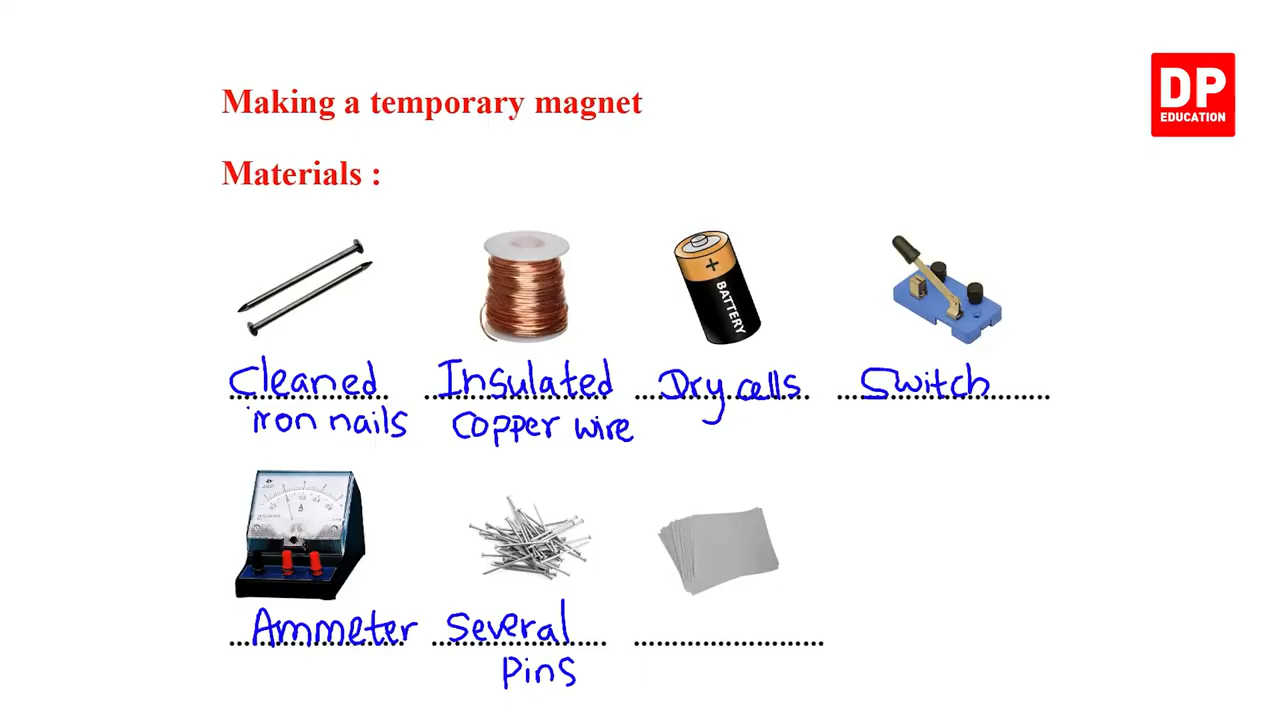 DP
EDUCATION
Making a temporary magnet
Materials :
+
BATTERY
Cleaned
iron nails
Insulated
copper wire
Dry cells
Switch
Ammeter
Several
pins